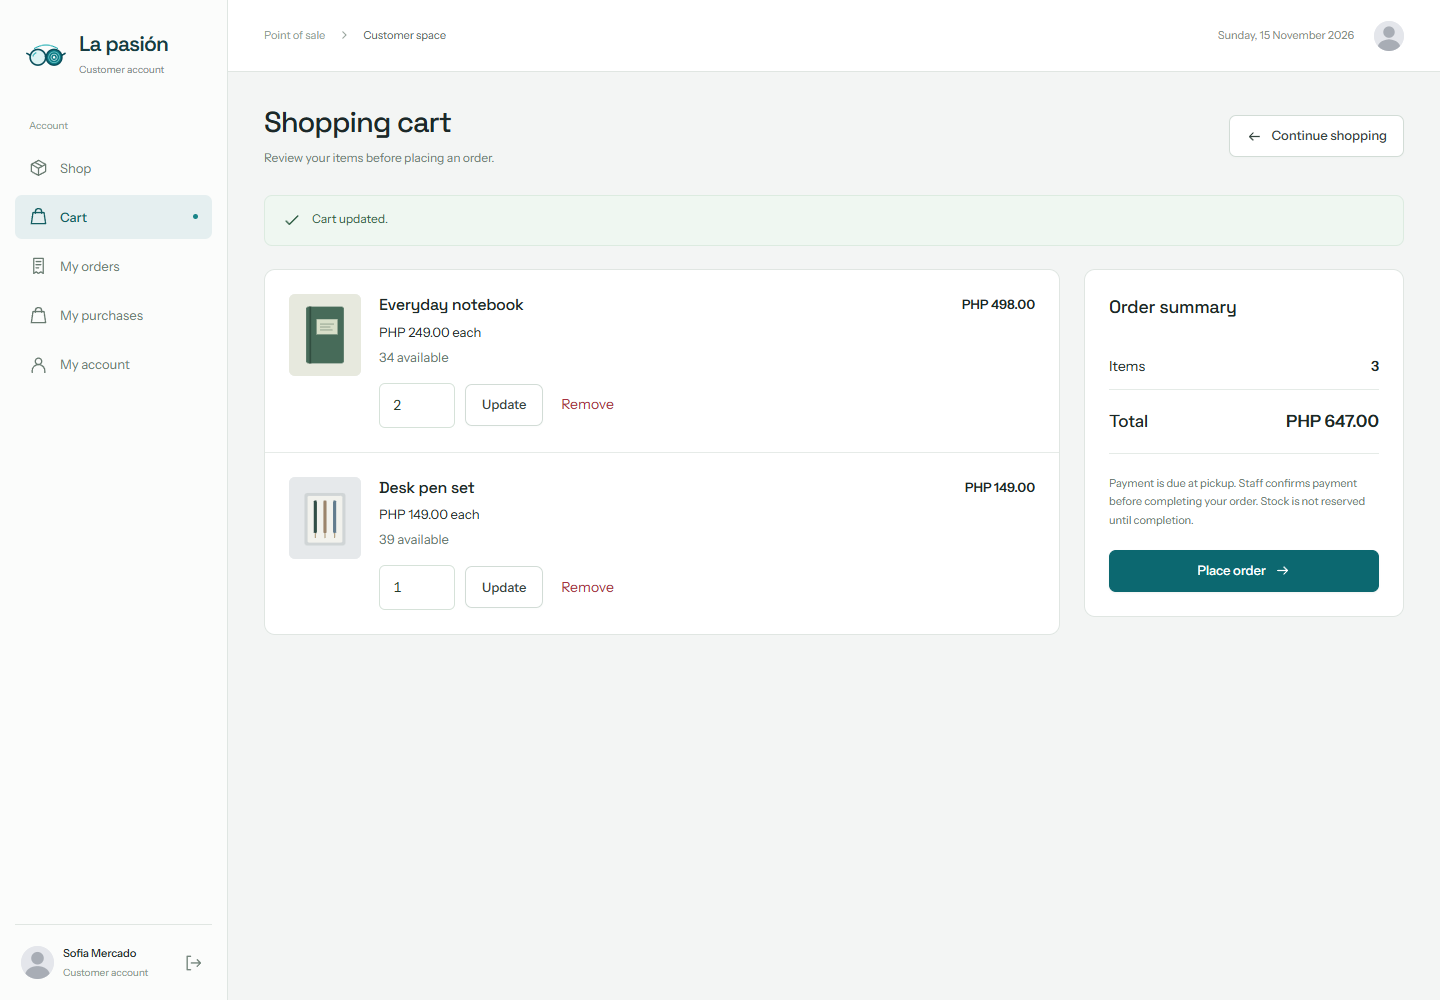 La pasión
Customer account
Account
Shop
Cart
My orders
My purchases
My account
Sofia Mercado
Customer account
Point of sale
Customer space
Sunday, 15 November 2026
Shopping cart
Review your items before placing an order.
Continue shopping
Cart updated.
Everyday notebook
PHP 498.00
PHP 249.00 each
34 available
2
Update
Remove
Desk pen set
PHP 149.00
PHP 149.00 each
39 available
1
Update
Remove
Order summary
Items
3
Total
PHP 647.00
Payment is due at pickup. Staff confirms payment
before completing your order. Stock is not reserved
until completion.
Place order